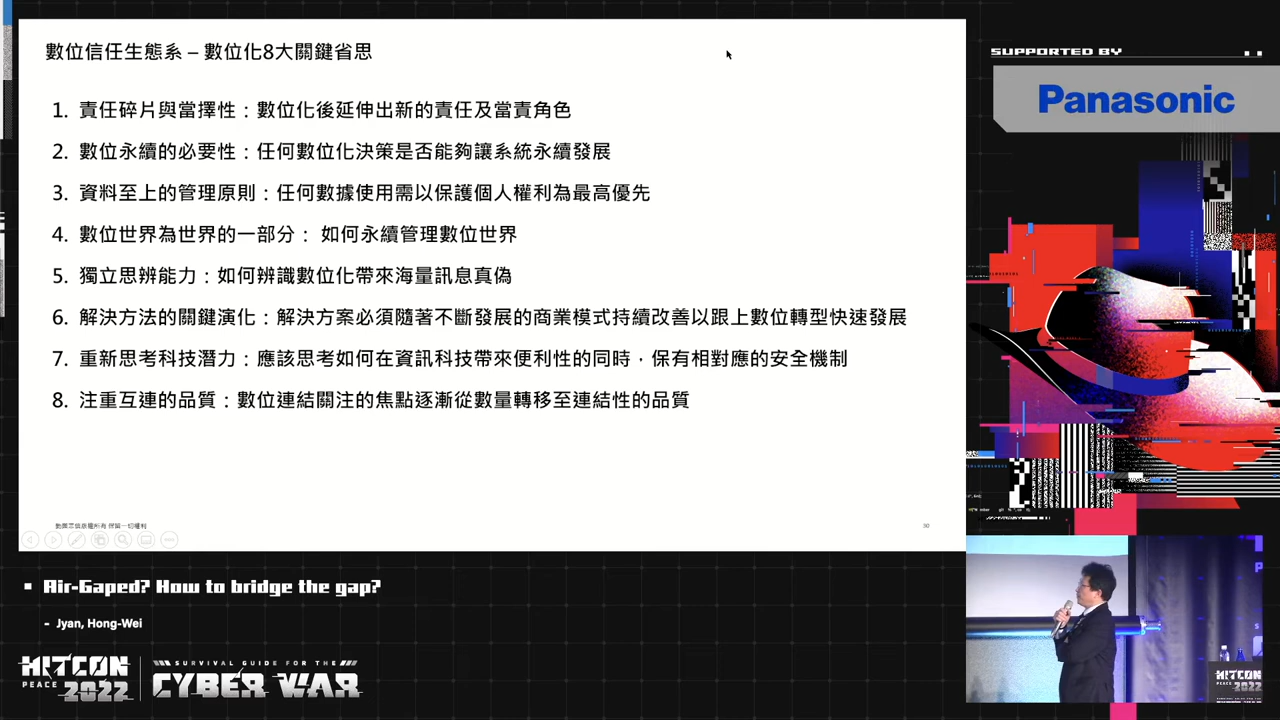 數位信任生態系 – 數位化8大關鍵省思
1. 責任碎片與當擇性：數位化後延伸出新的責任及當責角色
2. 數位永續的必要性：任何數位化決策是否能夠讓系統永續發展
3. 資料至上的管理原則：任何數據使用需以保護個人權利為最高優先
4. 數位世界為世界的一部分： 如何永續管理數位世界
5. 獨立思辨能力：如何辨識數位化帶來海量訊息真偽
6. 解決方法的關鍵演化：解決方案必須隨著不斷發展的商業模式持續改善以跟上數位轉型快速發展
7. 重新思考科技潛力：應該思考如何在資訊科技帶來便利性的同時，保有相對應的安全機制
8. 注重互連的品質：數位連結關注的焦點逐漸從數量轉移至連結性的品質
30
SUPPORTED BY
Panasonic
Air-Gaped? How to bridge the gap?
- Jyan, Hong-Wei
HITCON
PEACE 2022
SURVIVAL GUIDE FOR THE
CYBER WAR
HITCON
2022